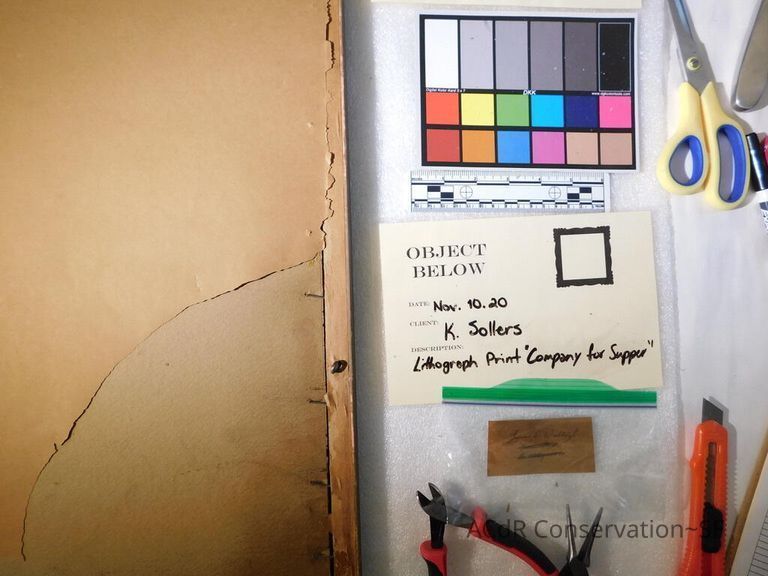 DKK
OBJECT
BELOW
DATE: Nov. 10. 20
CLIENT: K. Sollers
DESCRIPTION:
Lithograph Print "Company for Supper"
ACdR Conservation~